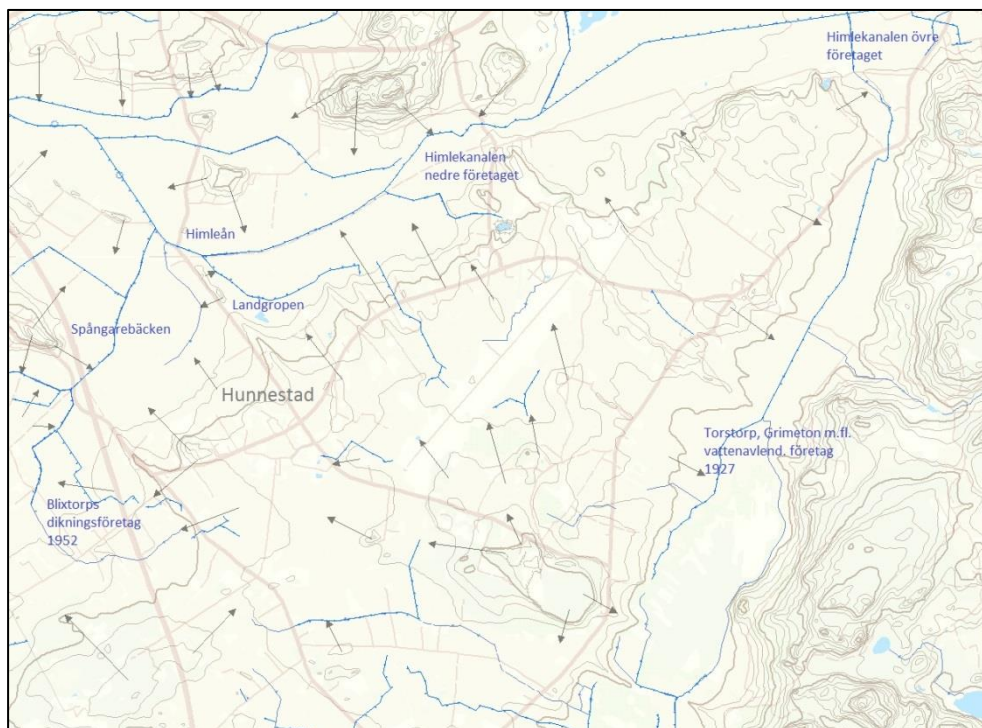 Himlekanalen övre
företaget
Himlekanalen
nedre företaget
Himleån
Landgropen
Spångarebäcken
Hunnestad
Torstorp, Grimeton m.fl.
vattenavlend. företag
1927
Blixtorps
dikningsföretag
1952